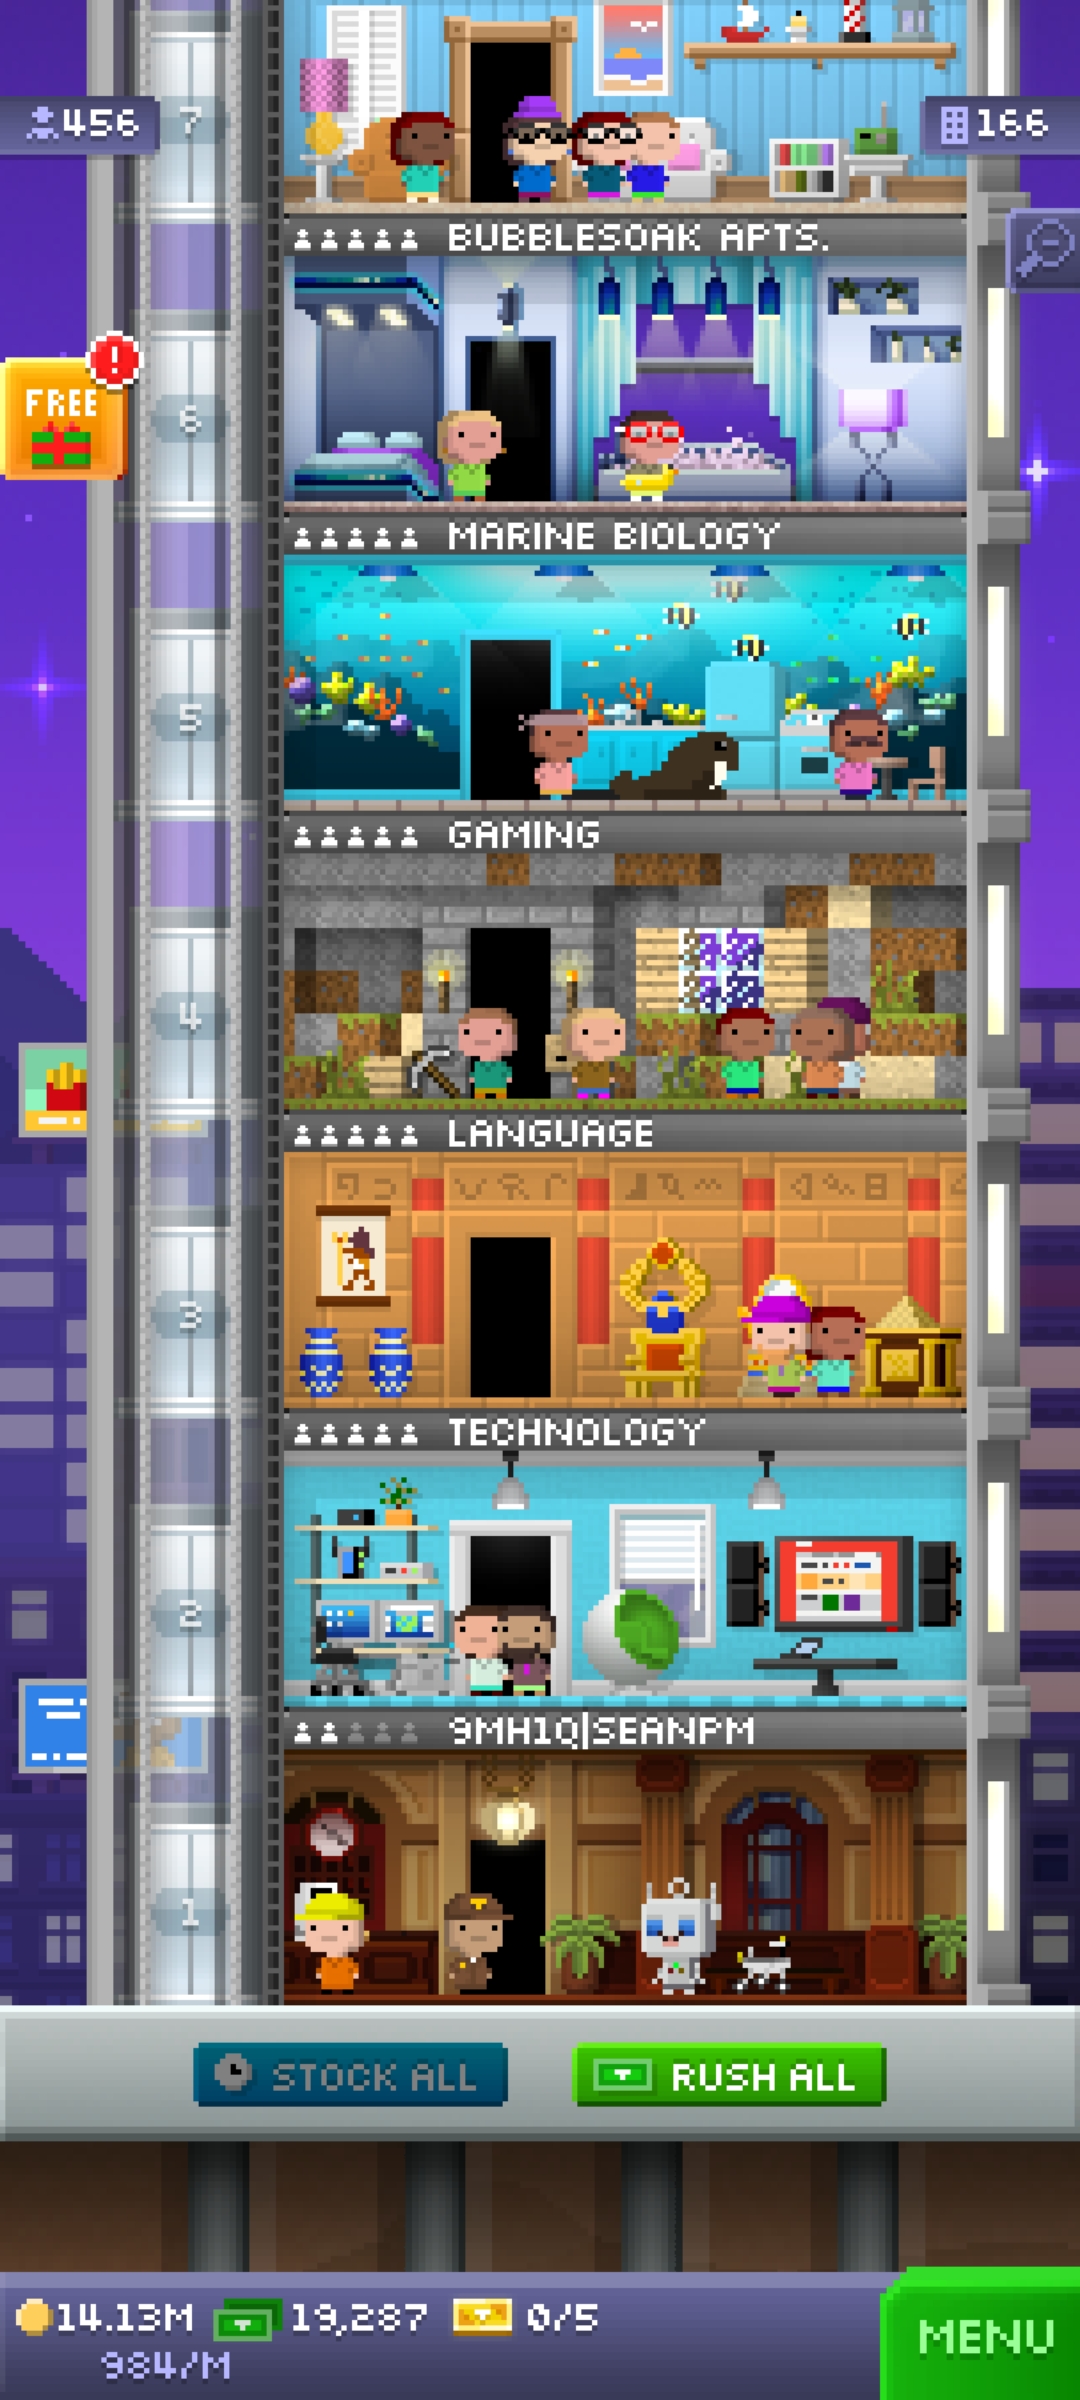 7
456
166
BUBBLESOAK APTS.
FREE
!
6
MARINE BIOLOGY
5
GAMING
4
LANGUAGE
3
TECHNOLOGY
2
9MH1Q|SEANPM
1
STOCK ALL
RUSH ALL
14.13M 19,287 0/5
984/M
MENU